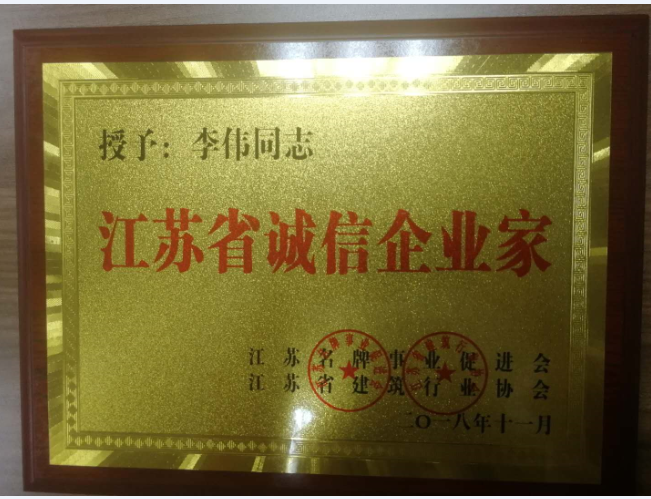 授予：李伟同志
江苏省诚信企业家
江苏名牌事业促进会
江苏省建筑行业协会
二〇一八年十一月